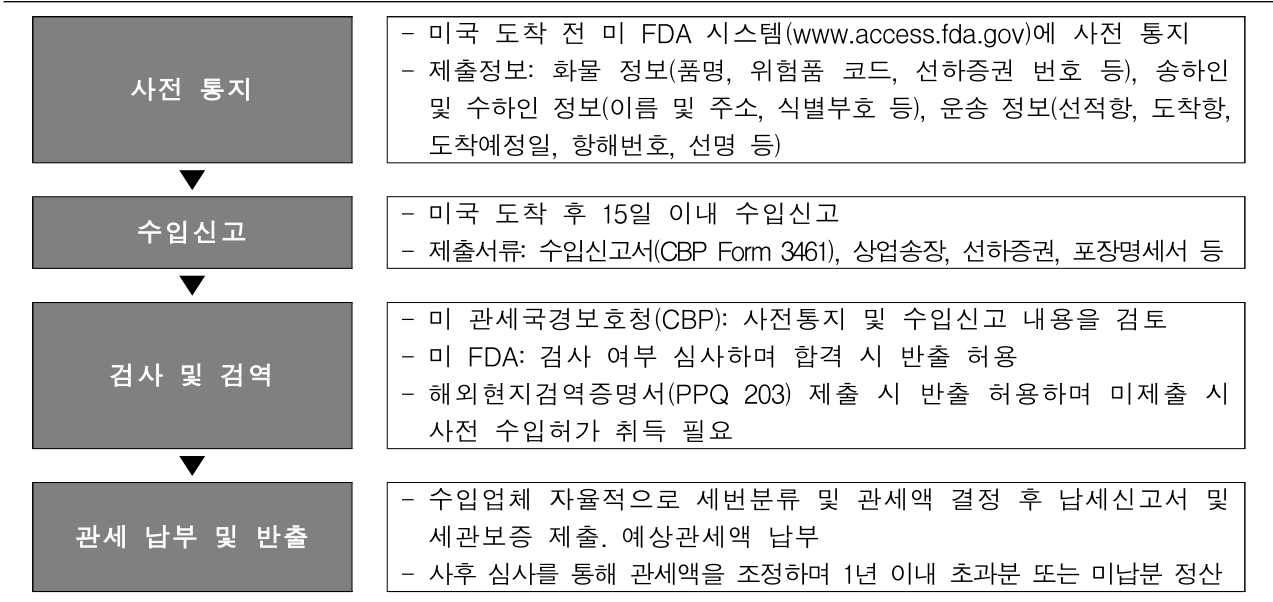 사전 통지
- 미국 도착 전 미 FDA 시스템(www.access.fda.gov)에 사전 통지
- 제출정보: 화물 정보(품명, 위험품 코드, 선하증권 번호 등), 송하인
및 수하인 정보(이름 및 주소, 식별부호 등), 운송 정보(선적항, 도착항,
도착예정일, 항해번호, 선명 등)
▼
수입신고
- 미국 도착 후 15일 이내 수입신고
- 제출서류: 수입신고서(CBP Form 3461), 상업송장, 선하증권, 포장명세서 등
▼
검사 및 검역
- 미 관세국경보호청(CBP): 사전통지 및 수입신고 내용을 검토
- 미 FDA: 검사 여부 심사하며 합격 시 반출 허용
- 해외현지검역증명서(PPQ 203) 제출 시 반출 허용하며 미제출 시
사전 수입허가 취득 필요
▼
관세 납부 및 반출
- 수입업체 자율적으로 세번분류 및 관세액 결정 후 납세신고서 및
세관보증 제출. 예상관세액 납부
- 사후 심사를 통해 관세액을 조정하며 1년 이내 초과분 또는 미납분 정산